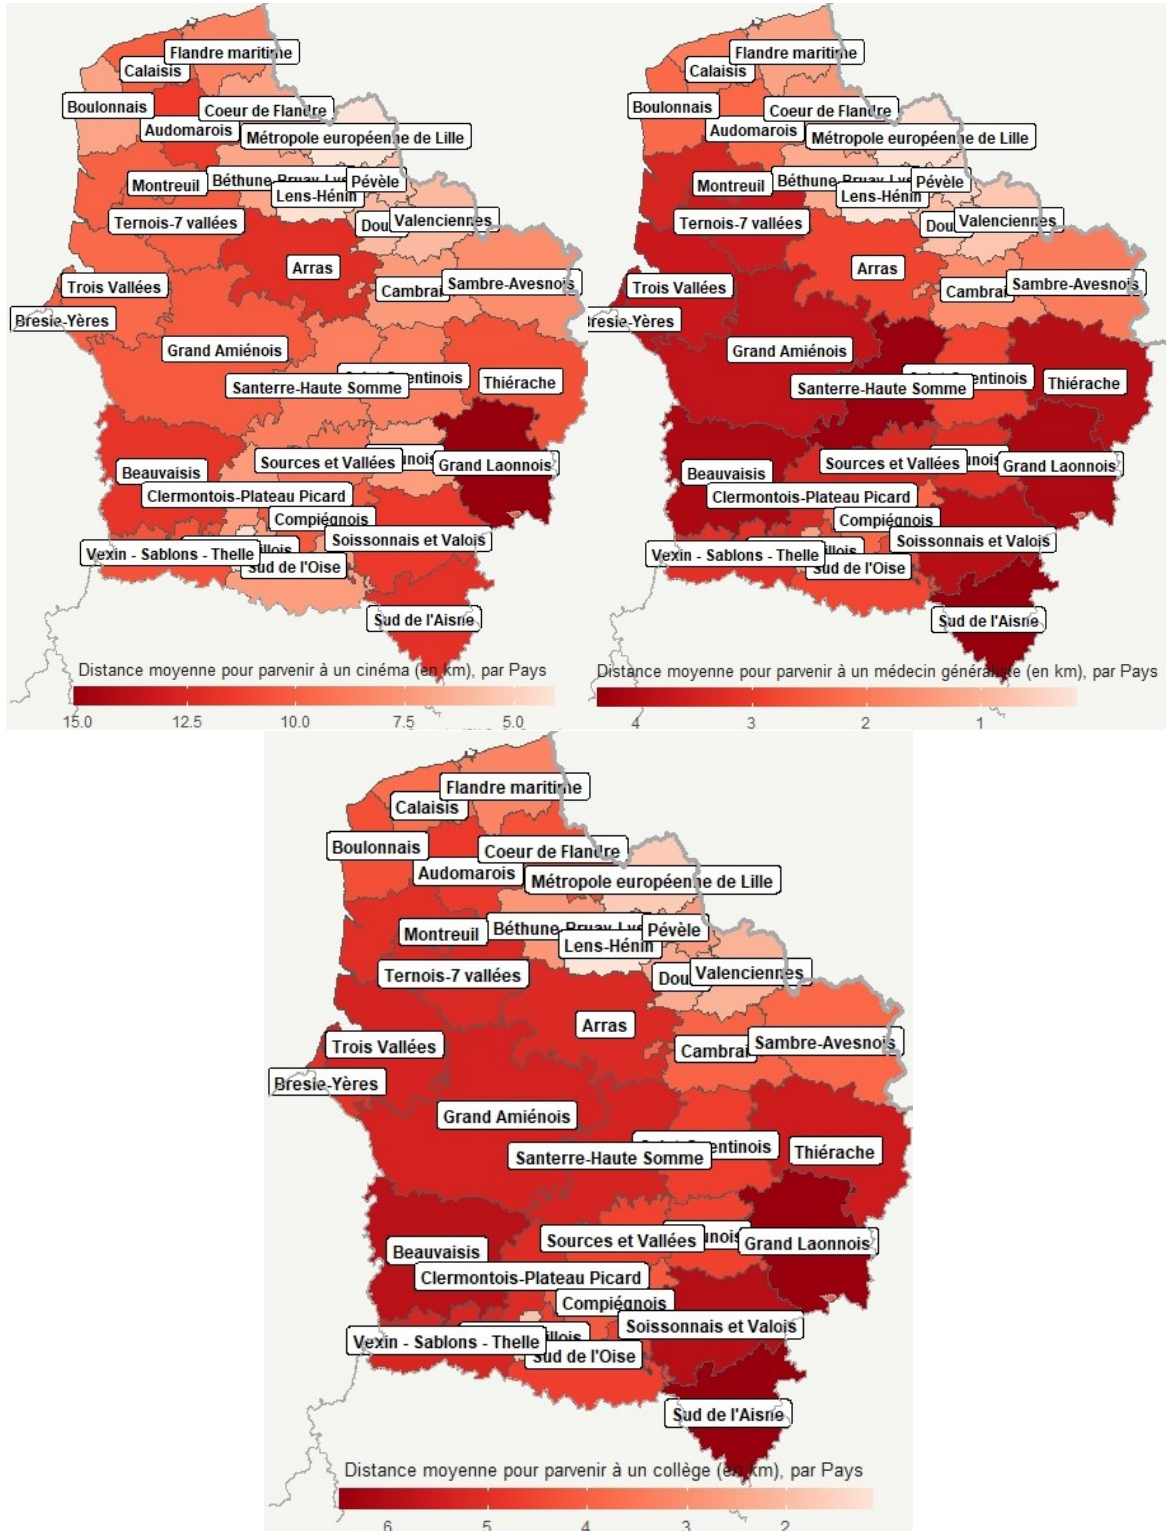 Flandre maritime
Calaisis
Boulonnais
Coeur de Flandre
Audomarois
Métropole européenne de Lille
Montreuil
Béthune-Bruay
Pévèle
Lens-Hénin
Ternois-7 vallées
Valenciennes
Arras
Trois Vallées
Cambrai
Sambre-Avesnois
Bresle-Yères
Grand Amiénois
Santerre-Haute Somme
Thiérache
Beauvaisis
Sources et Vallées
Grand Laonnois
Clermontois-Plateau Picard
Compiégnois
Soissonnais et Valois
Vexin - Sablons - Thelle
Sud de l'Oise
Sud de l'Aisne
Distance moyenne pour parvenir à un cinéma (en km), par Pays
15.0 12.5 10.0 7.5 5.0
Flandre maritime
Calaisis
Boulonnais
Coeur de Flandre
Audomarois
Métropole européenne de Lille
Montreuil
Béthune-Bruay
Pévèle
Lens-Hénin
Ternois-7 vallées
Valenciennes
Arras
Trois Vallées
Cambrai
Sambre-Avesnois
Bresle-Yères
Grand Amiénois
Santerre-Haute Somme
Thiérache
Beauvaisis
Sources et Vallées
Grand Laonnois
Clermontois-Plateau Picard
Compiégnois
Soissonnais et Valois
Vexin - Sablons - Thelle
Sud de l'Oise
Sud de l'Aisne
Distance moyenne pour parvenir à un médecin généraliste (en km), par Pays
4 3 2 1
Flandre maritime
Calaisis
Boulonnais
Coeur de Flandre
Audomarois
Métropole européenne de Lille
Montreuil
Béthune-Bruay
Pévèle
Lens-Hénin
Ternois-7 vallées
Valenciennes
Arras
Trois Vallées
Cambrai
Sambre-Avesnois
Bresle-Yères
Grand Amiénois
Santerre-Haute Somme
Thiérache
Beauvaisis
Sources et Vallées
Grand Laonnois
Clermontois-Plateau Picard
Compiégnois
Soissonnais et Valois
Vexin - Sablons - Thelle
Sud de l'Oise
Sud de l'Aisne
Distance moyenne pour parvenir à un collège (en km), par Pays
6 5 4 3 2